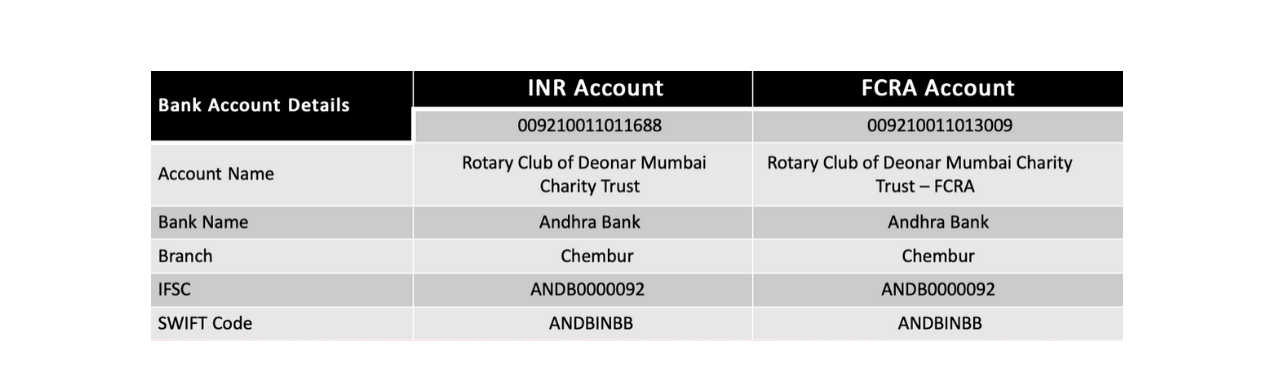 Bank Account Details
INR Account
FCRA Account
009210011011688
009210011013009
Account Name
Rotary Club of Deonar Mumbai
Charity Trust
Rotary Club of Deonar Mumbai Charity
Trust – FCRA
Bank Name
Andhra Bank
Andhra Bank
Branch
Chembur
Chembur
IFSC
ANDB0000092
ANDB0000092
SWIFT Code
ANDBINBB
ANDBINBB